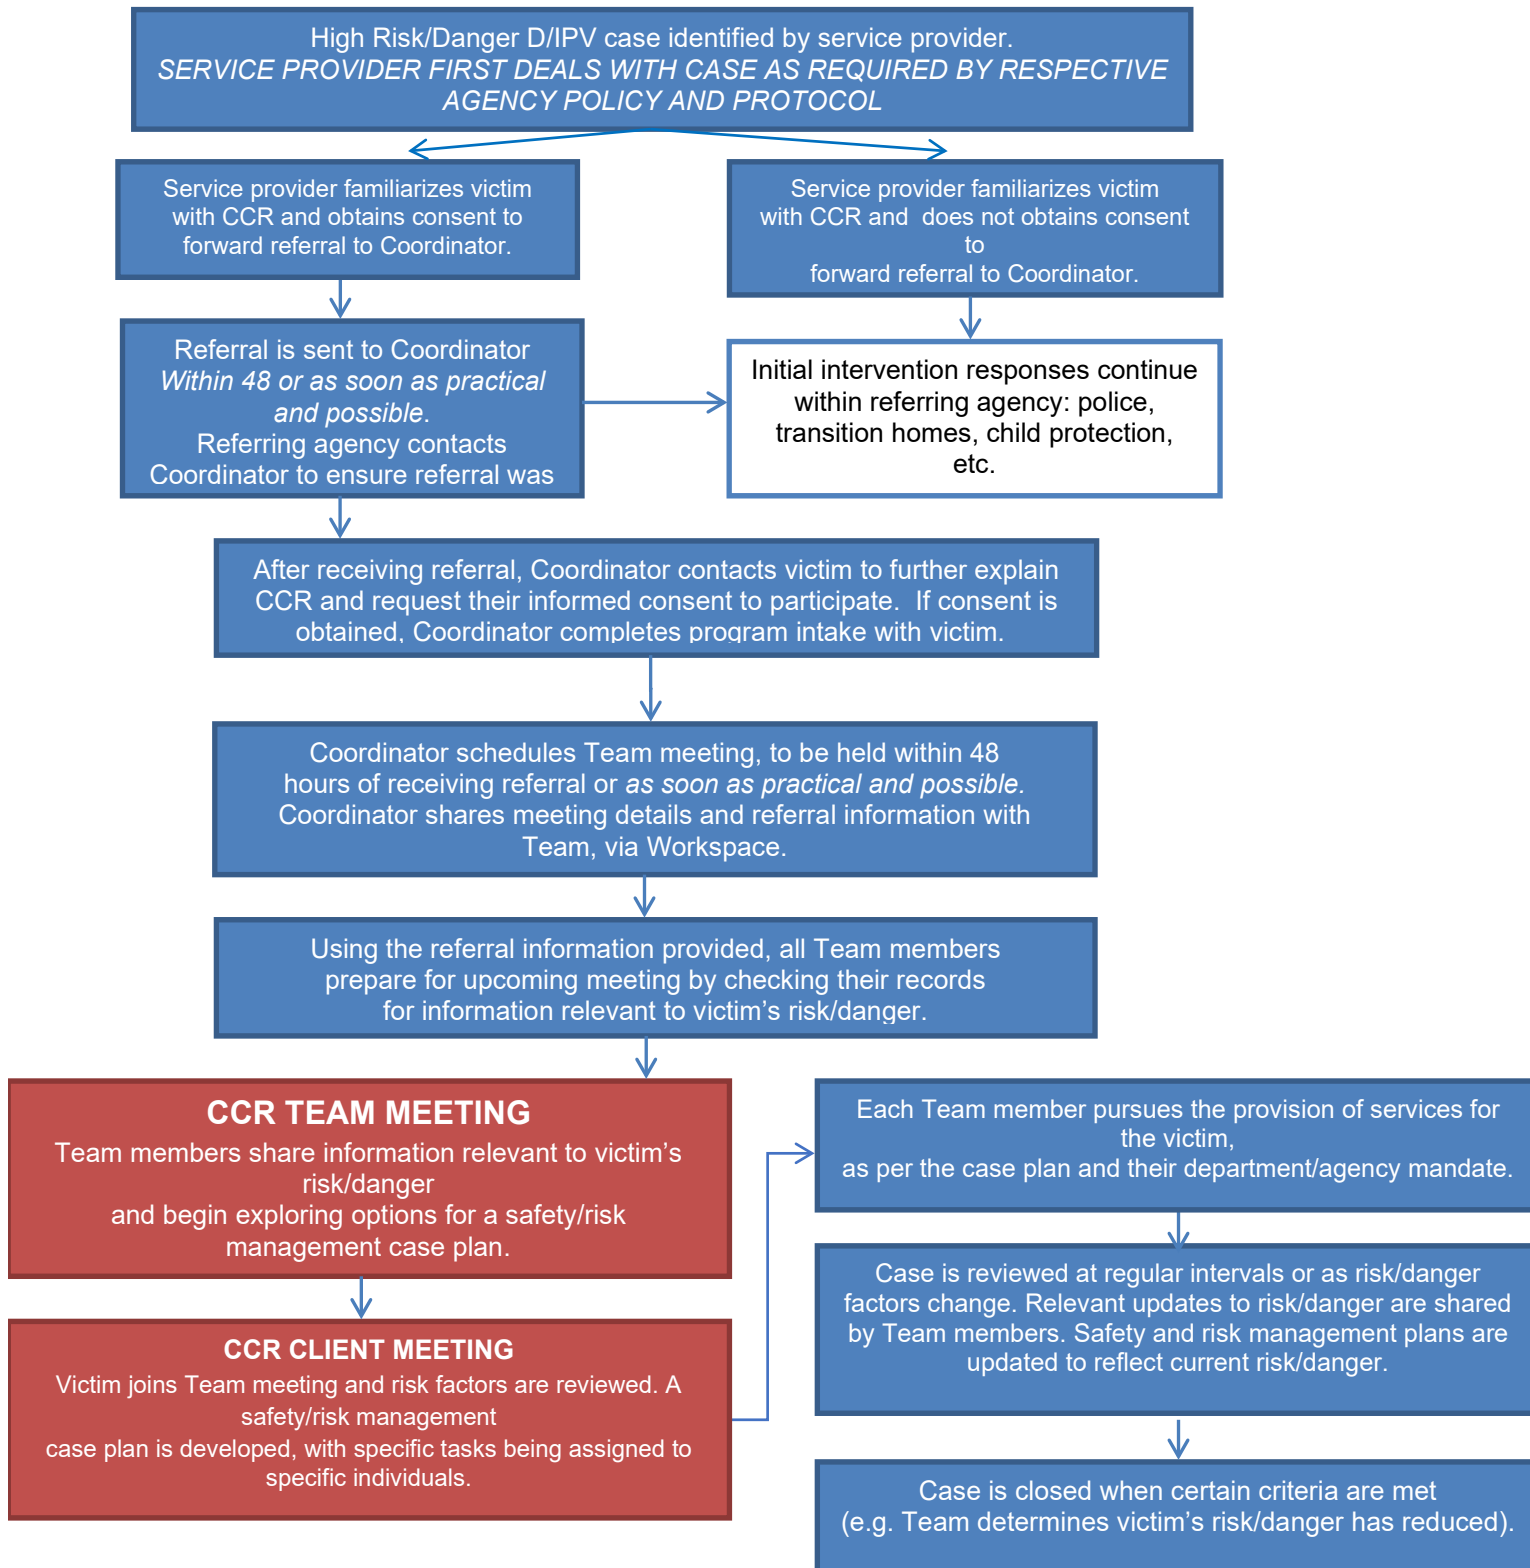 High Risk/Danger D/IPV case identified by service provider.
SERVICE PROVIDER FIRST DEALS WITH CASE AS REQUIRED BY RESPECTIVE
AGENCY POLICY AND PROTOCOL
Service provider familiarizes victim
with CCR and obtains consent to
forward referral to Coordinator.
Service provider familiarizes victim
with CCR and  does not obtains consent
to
forward referral to Coordinator.
Referral is sent to Coordinator
Within 48 or as soon as practical
and possible.
Referring agency contacts
Coordinator to ensure referral was
Initial intervention responses continue
within referring agency: police,
transition homes, child protection,
etc.
After receiving referral, Coordinator contacts victim to further explain
CCR and request their informed consent to participate.  If consent is
obtained, Coordinator completes program intake with victim.
Coordinator schedules Team meeting, to be held within 48
hours of receiving referral or as soon as practical and possible.
Coordinator shares meeting details and referral information with
Team, via Workspace.
Using the referral information provided, all Team members
prepare for upcoming meeting by checking their records
for information relevant to victim's risk/danger.
CCR TEAM MEETING
Team members share information relevant to victim's
risk/danger
and begin exploring options for a safety/risk
management case plan.
CCR CLIENT MEETING
Victim joins Team meeting and risk factors are reviewed. A
safety/risk management
case plan is developed, with specific tasks being assigned to
specific individuals.
Each Team member pursues the provision of services for
the victim,
as per the case plan and their department/agency mandate.
Case is reviewed at regular intervals or as risk/danger
factors change. Relevant updates to risk/danger are shared
by Team members. Safety and risk management plans are
updated to reflect current risk/danger.
Case is closed when certain criteria are met
(e.g. Team determines victim's risk/danger has reduced).